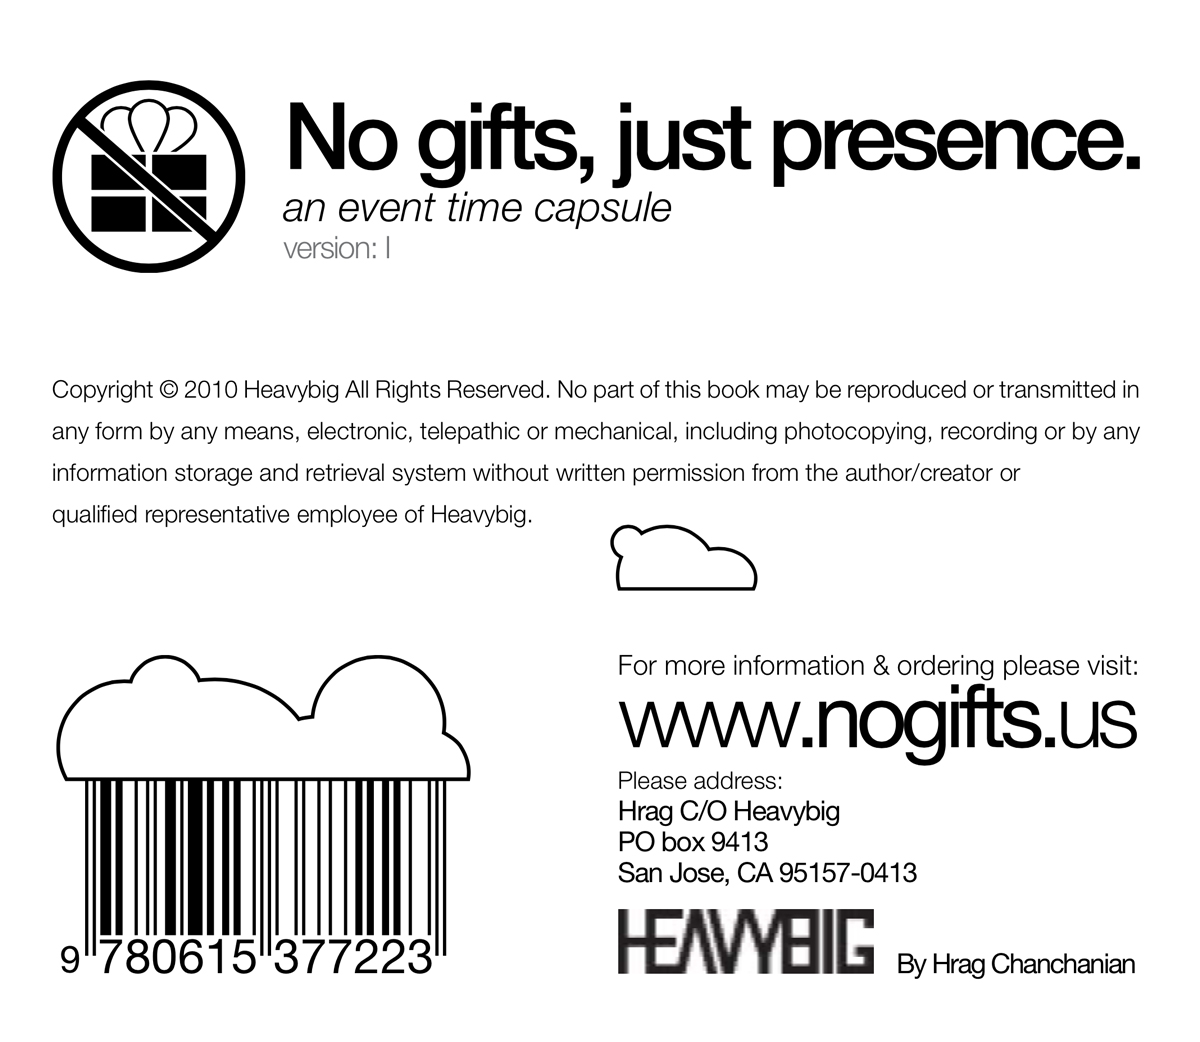 No gifts, just presence.
an event time capsule
version: I
Copyright © 2010 Heavybig All Rights Reserved. No part of this book may be reproduced or transmitted in
any form by any means, electronic, telepathic or mechanical, including photocopying, recording or by any
information storage and retrieval system without written permission from the author/creator or
qualified representative employee of Heavybig.
For more information & ordering please visit:
www.nogifts.us
Please address:
Hrag C/O Heavybig
PO box 9413
San Jose, CA 95157-0413
HEAVYBIG
By Hrag Chanchanian
9 780615 377223